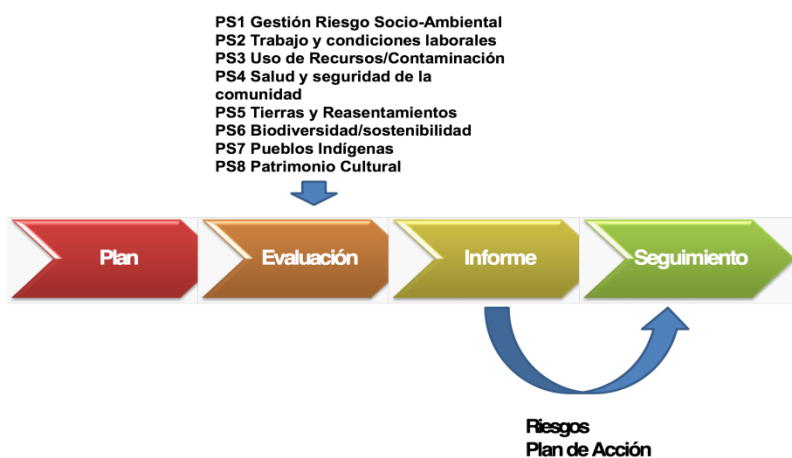 PS1 Gestión Riesgo Socio-Ambiental
PS2 Trabajo y condiciones laborales
PS3 Uso de Recursos/Contaminación
PS4 Salud y seguridad de la
comunidad
PS5 Tierras y Reasentamientos
PS6 Biodiversidad/sostenibilidad
PS7 Pueblos Indígenas
PS8 Patrimonio Cultural
Plan
Evaluación
Informe
Seguimiento
Riesgos
Plan de Acción